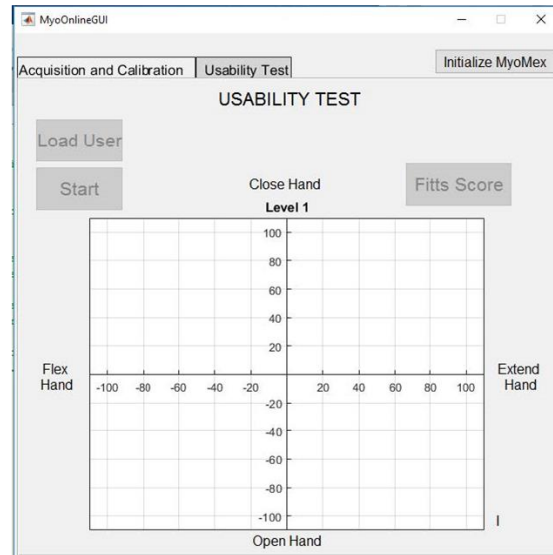 MyoOnlineGUI
Initialize MyoMex
Acquisition and Calibration
Usability Test
USABILITY TEST
Load User
Start
Close Hand
Fitts Score
Level 1
100
80
60
40
20
Flex
Hand
-100 -80 -60 -40 -20 20 40 60 80 100
Extend
Hand
-20
-40
-60
-80
-100
I
Open Hand